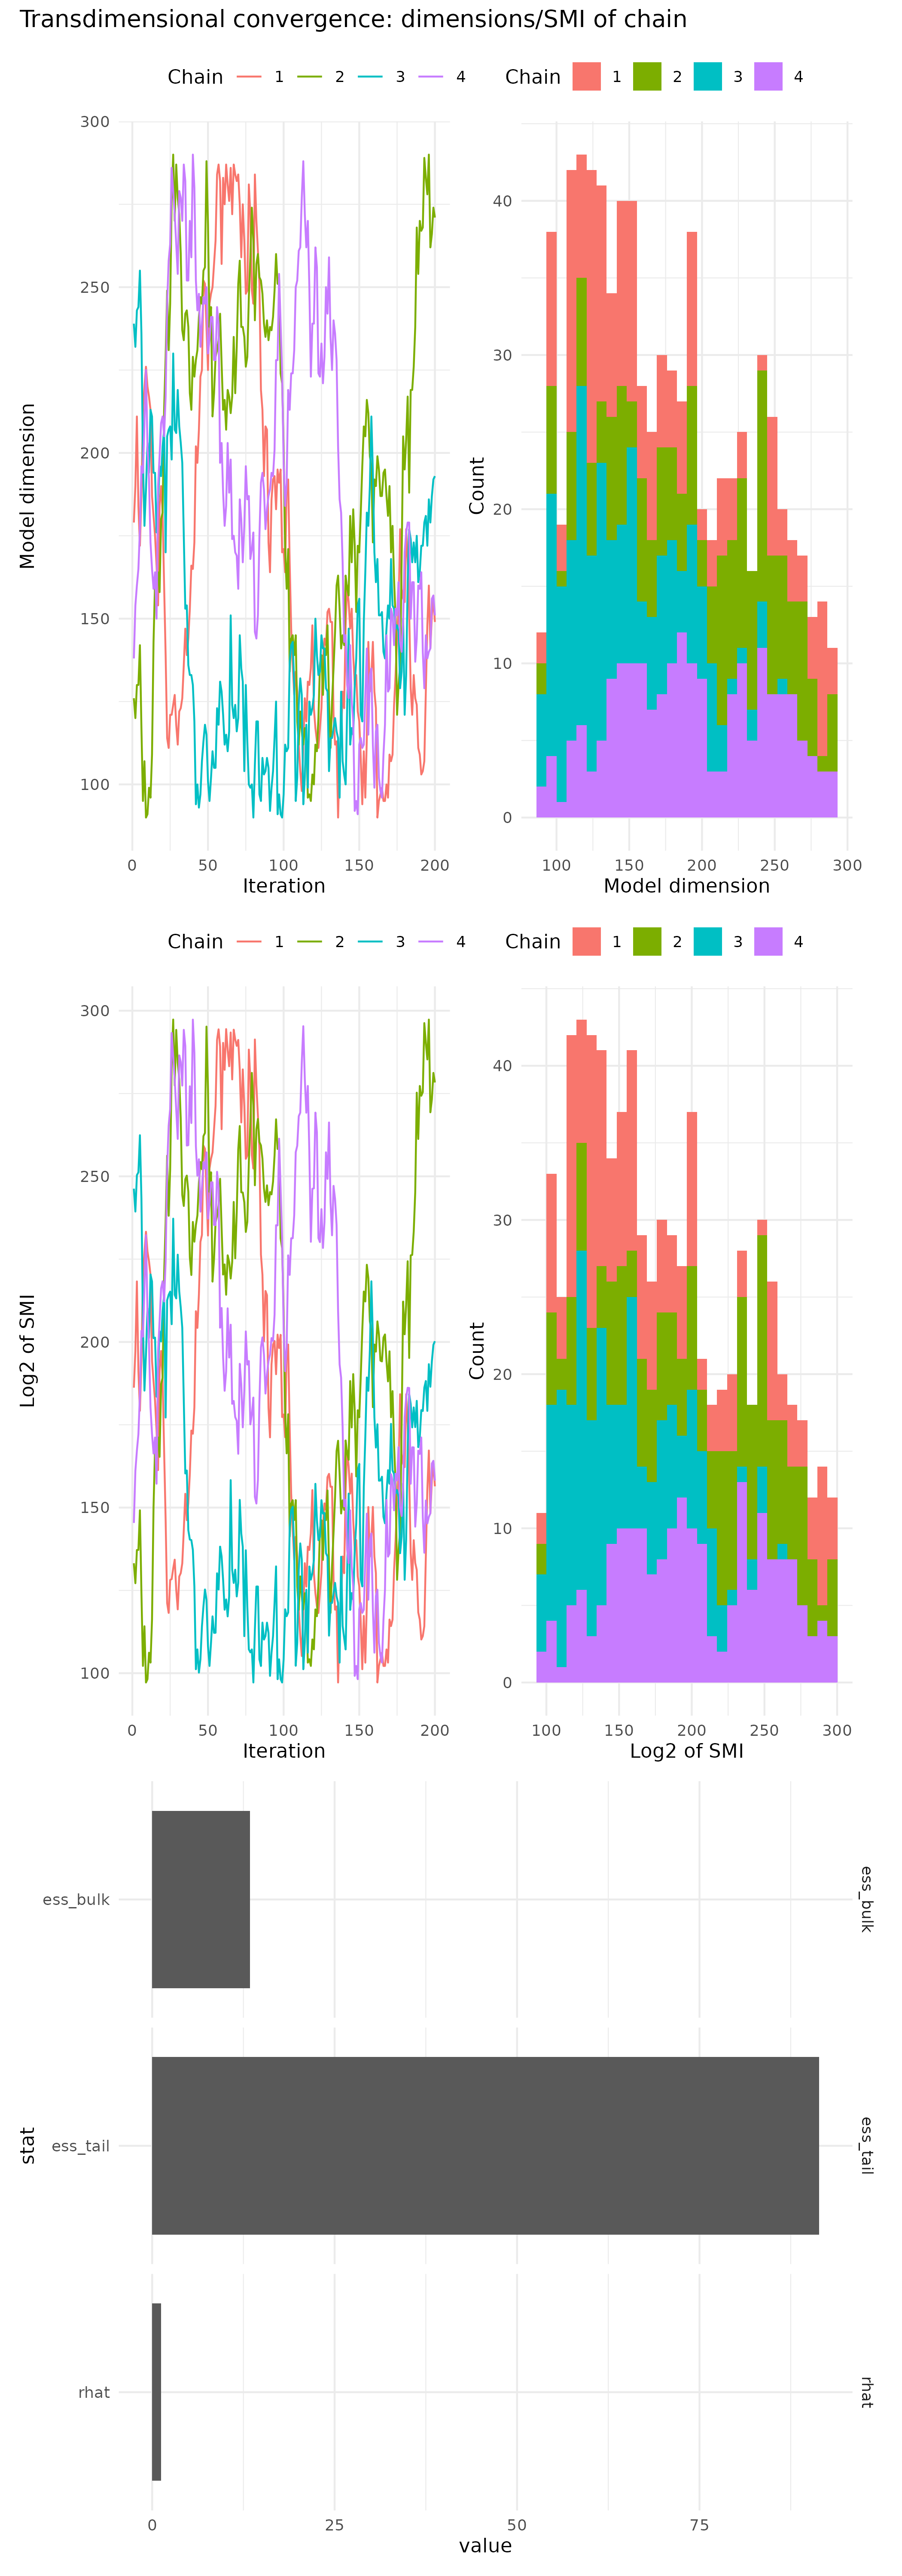 Transdimensional convergence: dimensions/SMI of chain
Chain 1 2 3 4
Chain 1 2 3 4
300
250
200
150
100
Model dimension
0 50 100 150 200
Iteration
40
30
20
10
0
Count
100 150 200 250 300
Model dimension
Chain 1 2 3 4
Chain 1 2 3 4
300
250
200
150
100
Log2 of SMI
0 50 100 150 200
Iteration
40
30
20
10
0
Count
100 150 200 250 300
Log2 of SMI
ess_bulk
ess_bulk
stat
ess_tail
ess_tail
rhat
rhat
0 25 50 75
value